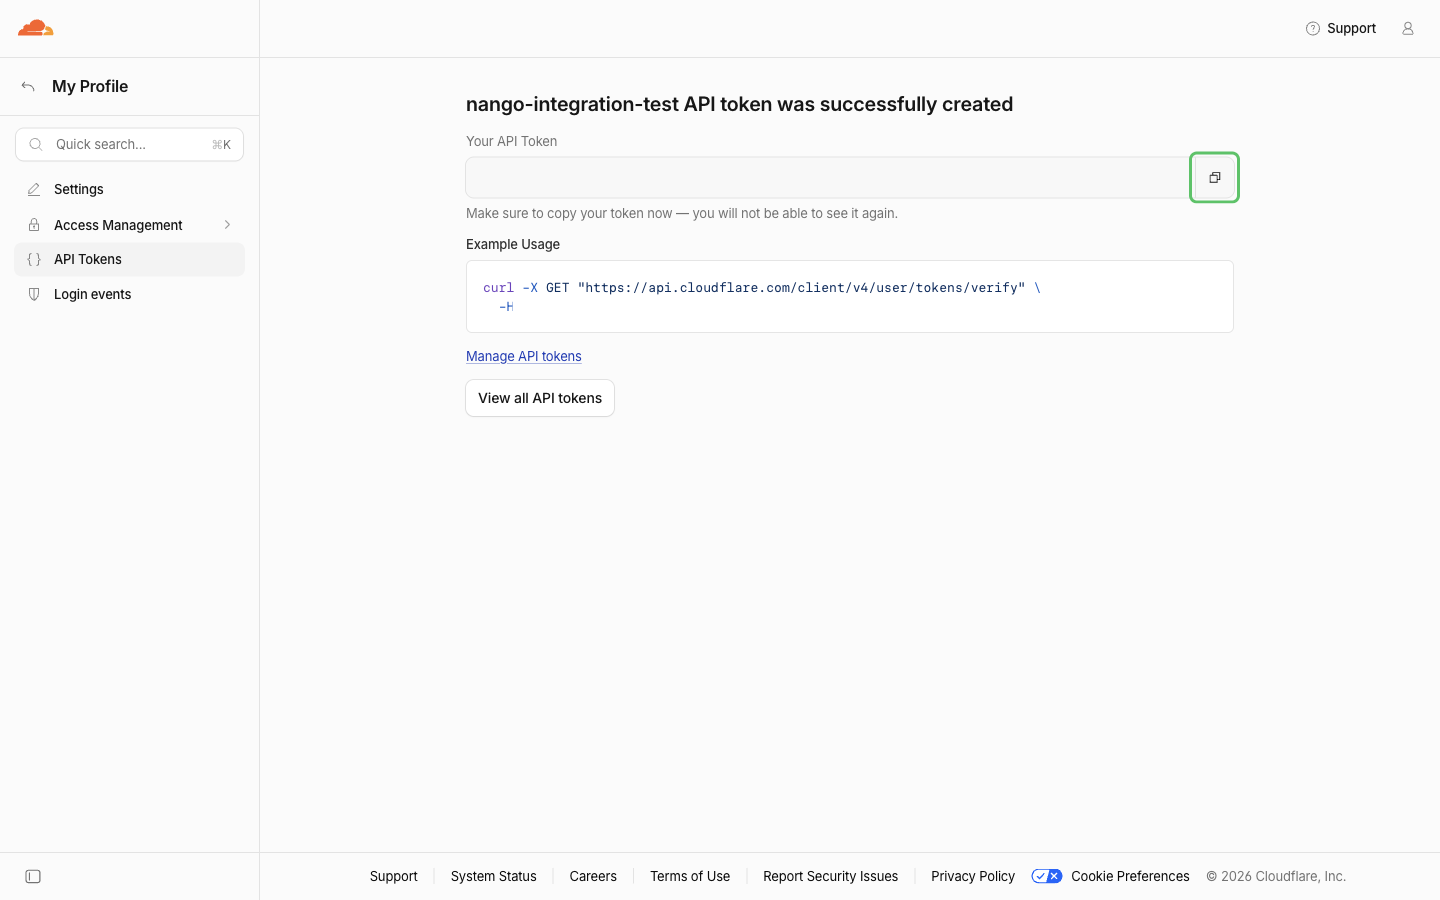 Support
My Profile
Quick search...
⌘K
Settings
Access Management
API Tokens
Login events
nango-integration-test API token was successfully created
Your API Token
Make sure to copy your token now — you will not be able to see it again.
Example Usage
curl -X GET "https://api.cloudflare.com/client/v4/user/tokens/verify" \
-H
Manage API tokens
View all API tokens
Support
System Status
Careers
Terms of Use
Report Security Issues
Privacy Policy
Cookie Preferences
© 2026 Cloudflare, Inc.